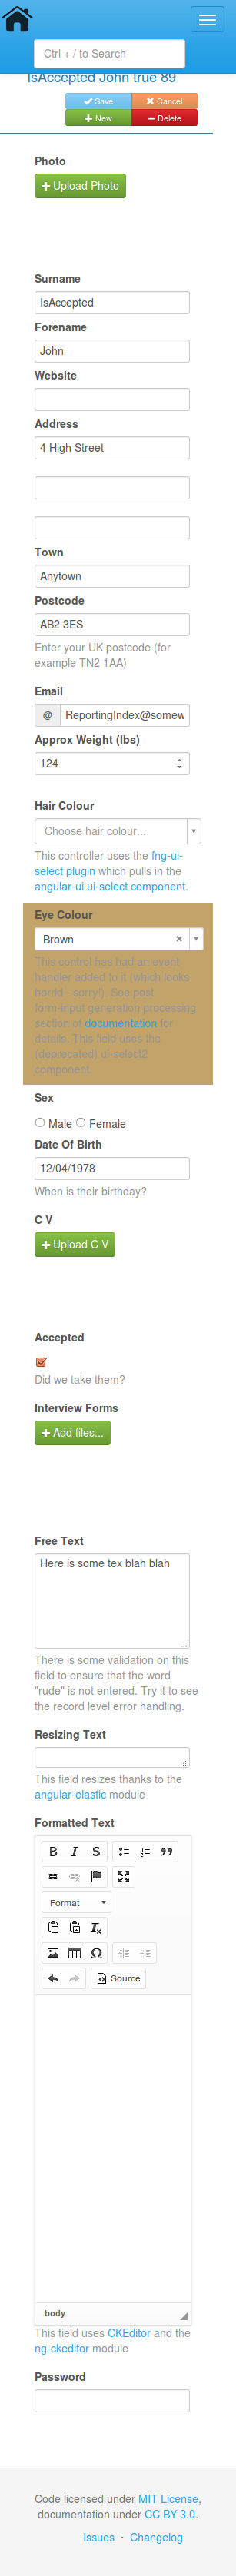 Ctrl + / to Search
IsAccepted John true 89
Save Cancel
New Delete
Photo
Upload Photo
Surname
IsAccepted
Forename
John
Website
Address
4 High Street
Town
Anytown
Postcode
AB2 3ES
Enter your UK postcode (for
example TN2 1AA)
Email
@ ReportingIndex@somew
Approx Weight (lbs)
124
Hair Colour
Choose hair colour...
This controller uses the fng-ui-
select plugin which pulls in the
angular-ui ui-select component.
Eye Colour
Brown
This control has had an event
handler added to it (which looks
horrid - sorry!). See post
form-input generation processing
section of documentation for
details. This field uses the
(deprecated) ui-select2
component.
Sex
Male Female
Date Of Birth
12/04/1978
When is their birthday?
C V
Upload C V
Accepted
Did we take them?
Interview Forms
Add files...
Free Text
Here is some tex blah blah
There is some validation on this
field to ensure that the word
"rude" is not entered. Try it to see
the record level error handling.
Resizing Text
This field resizes thanks to the
angular-elastic module
Formatted Text
B I S
Format
Source
body
This field uses CKEditor and the
ng-ckeditor module
Password
Code licensed under MIT License,
documentation under CC BY 3.0.
Issues · Changelog